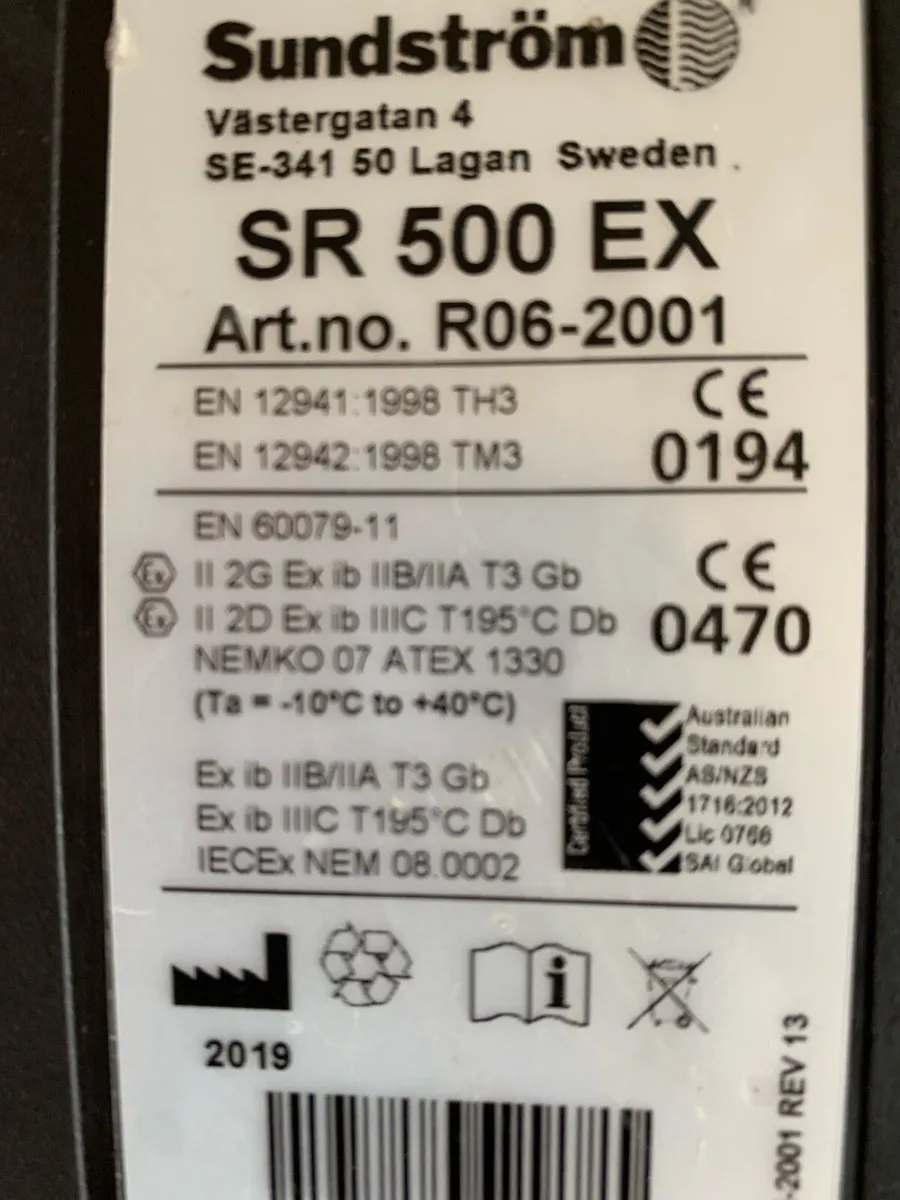 Sundström
Västergatan 4
SE-341 50 Lagan Sweden .
SR 500 EX
Art.no. R06-2001
EN 12941:1998 TH3
EN 12942:1998 TM3
CE
0194
EN 60079-11
Ex II 2G Ex ib IIB/IIA T3 Gb
Ex II 2D Ex ib IIIC T195°C Db
NEMKO 07 ATEX 1330
(Ta = -10°C to +40°C)
CE
0470
Ex ib IIB/IIA T3 Gb
Ex ib IIIC T195°C Db
IECEx NEM 08.0002
Certified Product
Australian
Standard
AS/NZS
1716:2012
Lic 0766
SAI Global
i
2019
-2001 REV 13